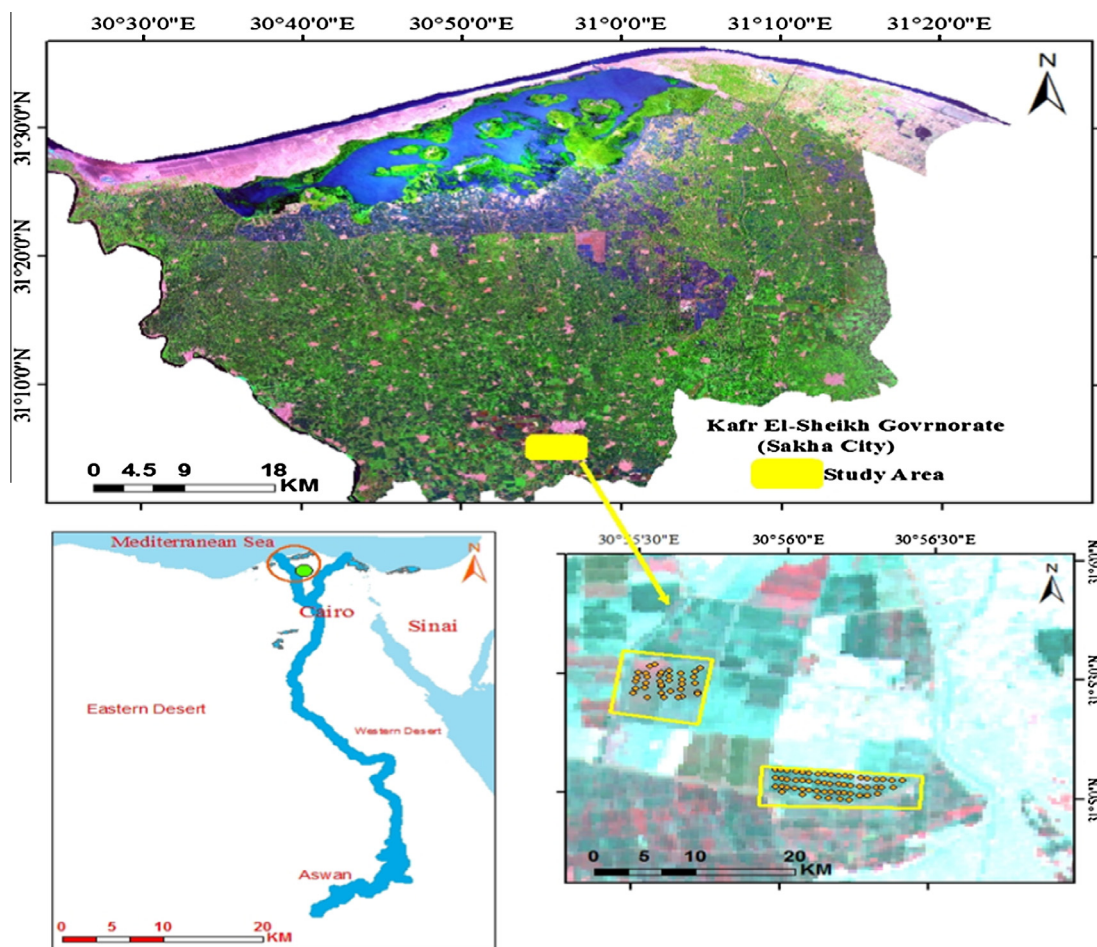 30°30'0"E 30°40'0"E 30°50'0"E 31°0'0"E 31°10'0"E 31°20'0"E
N
31°30'0"N
31°20'0"N
31°10'0"N
Kafr El-Sheikh Govrnorate
(Sakha City)
Study Area
0 4.5 9 18
KM
Mediterranean Sea
N
Cairo
Sinai
Eastern Desert
Western Desert
Aswan
0 5 10 20
KM
30°56'0"E 30°56'30"E
N
0 5 10 20
KM